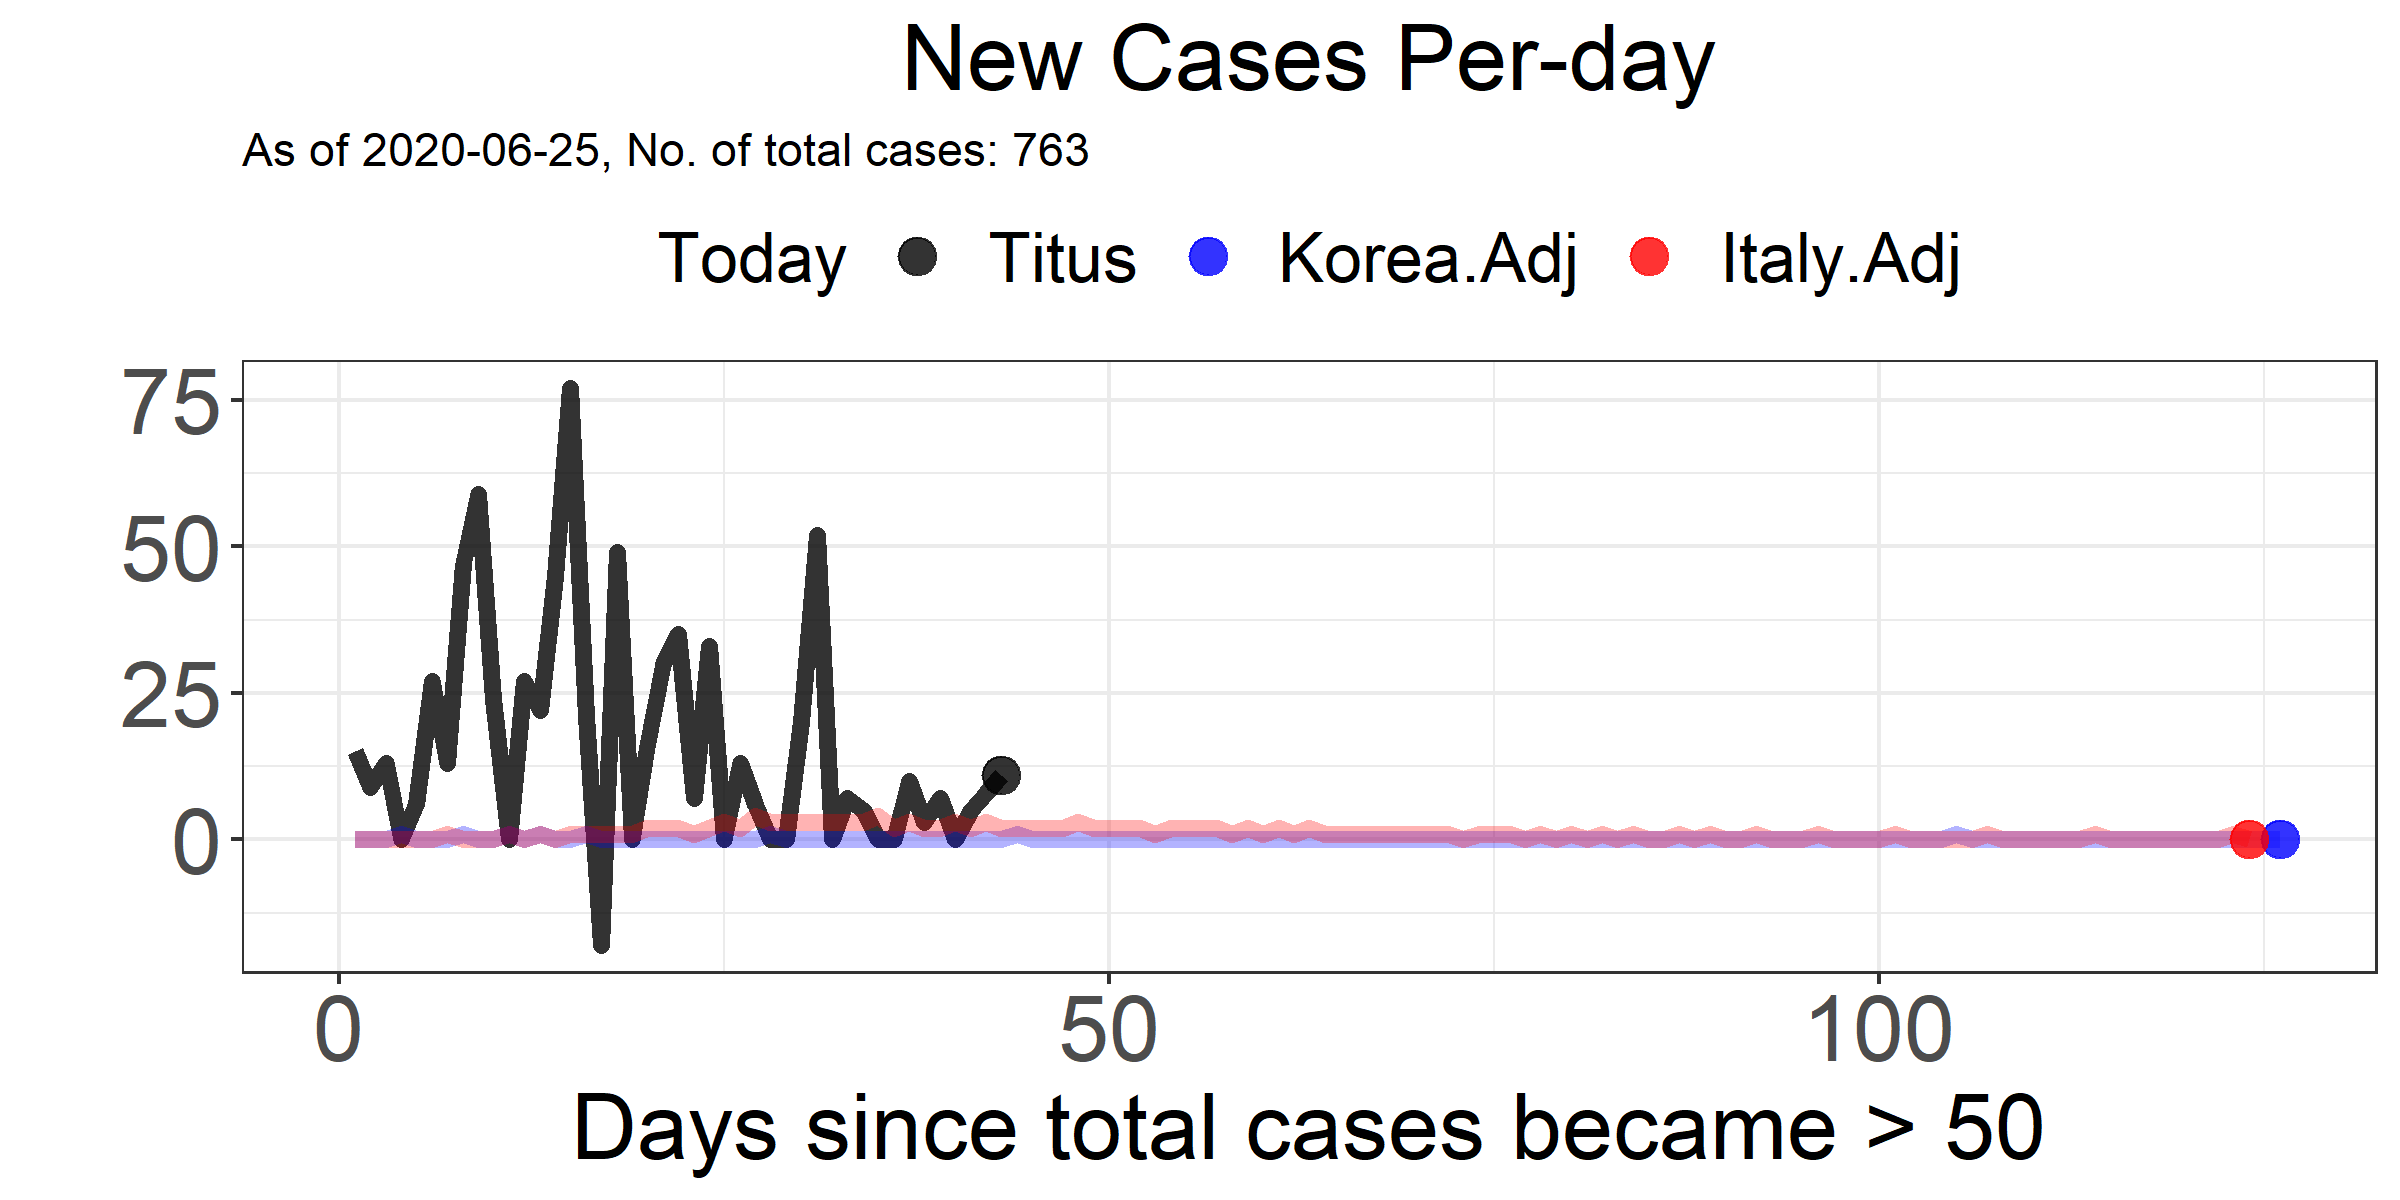 New Cases Per-day
As of 2020-06-25, No. of total cases: 763
Today Titus Korea.Adj Italy.Adj
75
50
25
0
0 50 100
Days since total cases became > 50